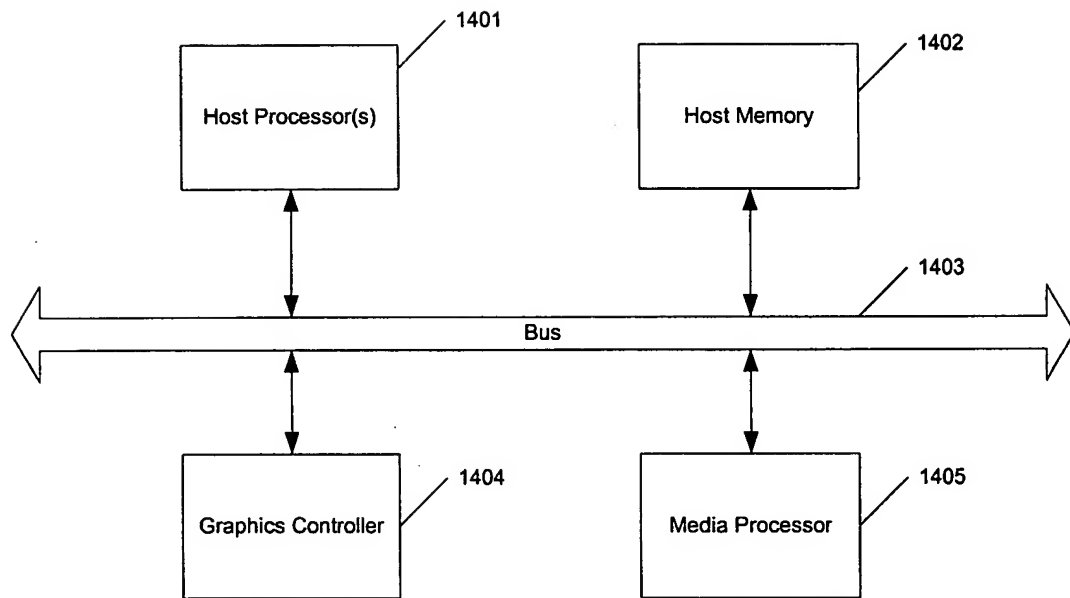 1401
1402
Host Processor(s)
Host Memory
1403
Bus
1404
1405
Graphics Controller
Media Processor